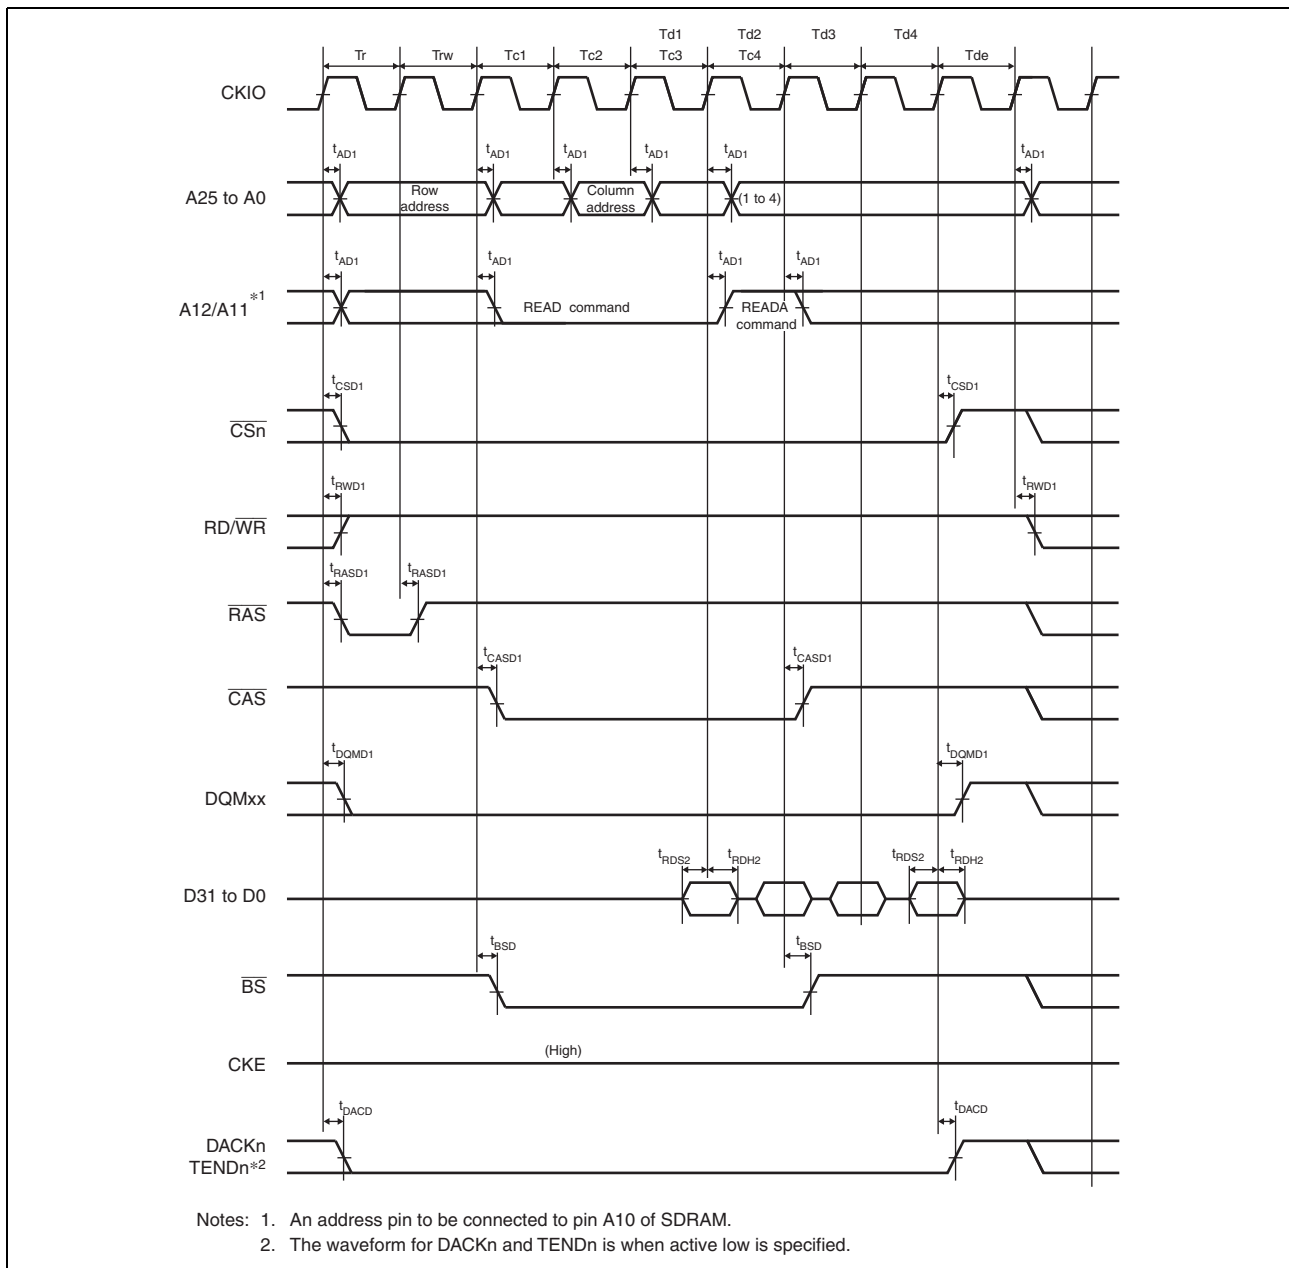 Td1 Td2 Td3 Td4
Tr Trw Tc1 Tc2 Tc3 Tc4 Tde
CKIO
tAD1 tAD1 tAD1 tAD1 tAD1 tAD1
A25 to A0
Row address
Column address
(1 to 4)
tAD1 tAD1 tAD1 tAD1
A12/A11*1
READ command
READA command
tCSD1 tCSD1
CSn
tRWD1 tRWD1
RD/WR
tRASD1 tRASD1
RAS
tCASD1 tCASD1
CAS
tDQMD1 tDQMD1
DQMxx
tRDS2 tRDH2 tRDS2 tRDH2
D31 to D0
tBSD tBSD
BS
(High)
CKE
tDACD tDACD
DACKn
TENDn*2
Notes: 1. An address pin to be connected to pin A10 of SDRAM.
2. The waveform for DACKn and TENDn is when active low is specified.